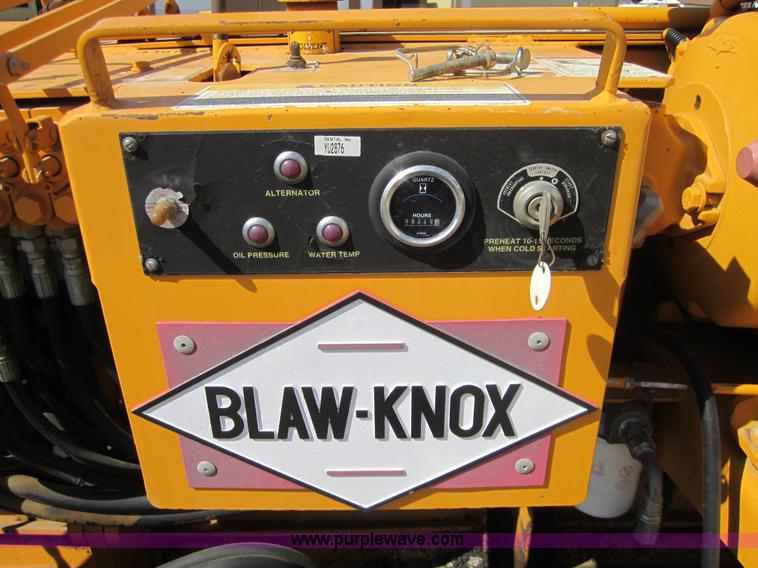 SERIAL No.
YU2876
ALTERNATOR
OIL PRESSURE
WATER TEMP
QUARTZ
HOURS
PREHEAT 10-15 SECONDS
WHEN COLD STARTING
BLAW-KNOX
www.purplewave.com